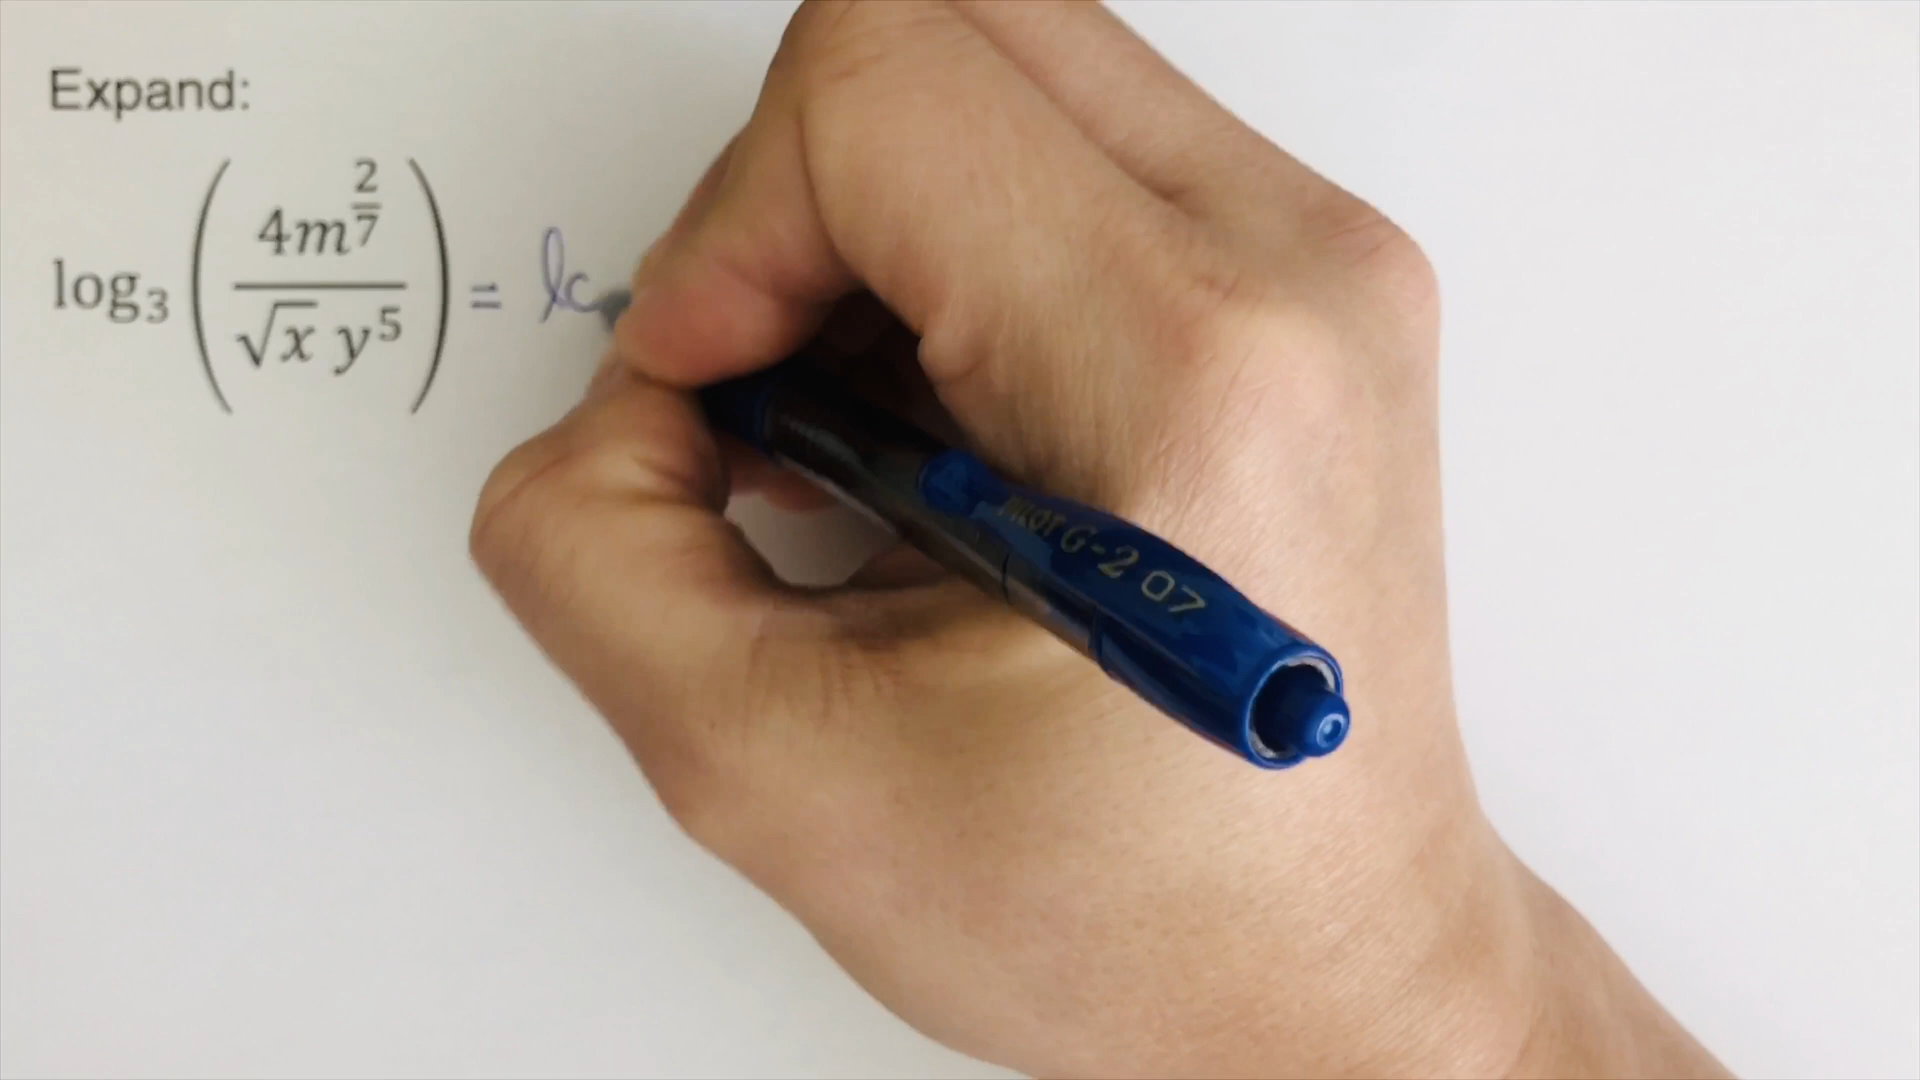 Expand:
log₃ (4m^(2/7) / (√x y⁵)) = lo
PILOT G-2 07